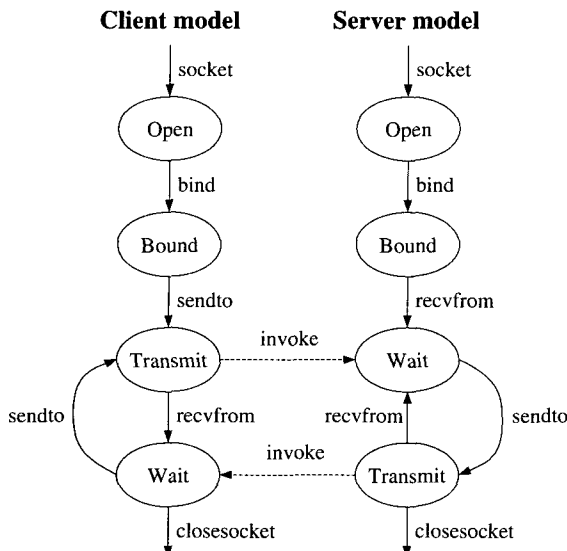 Client model Server model
socket socket
Open Open
bind bind
Bound Bound
sendto recvfrom
invoke
Transmit Wait
sendto recvfrom recvfrom sendto
invoke
Wait Transmit
closesocket closesocket